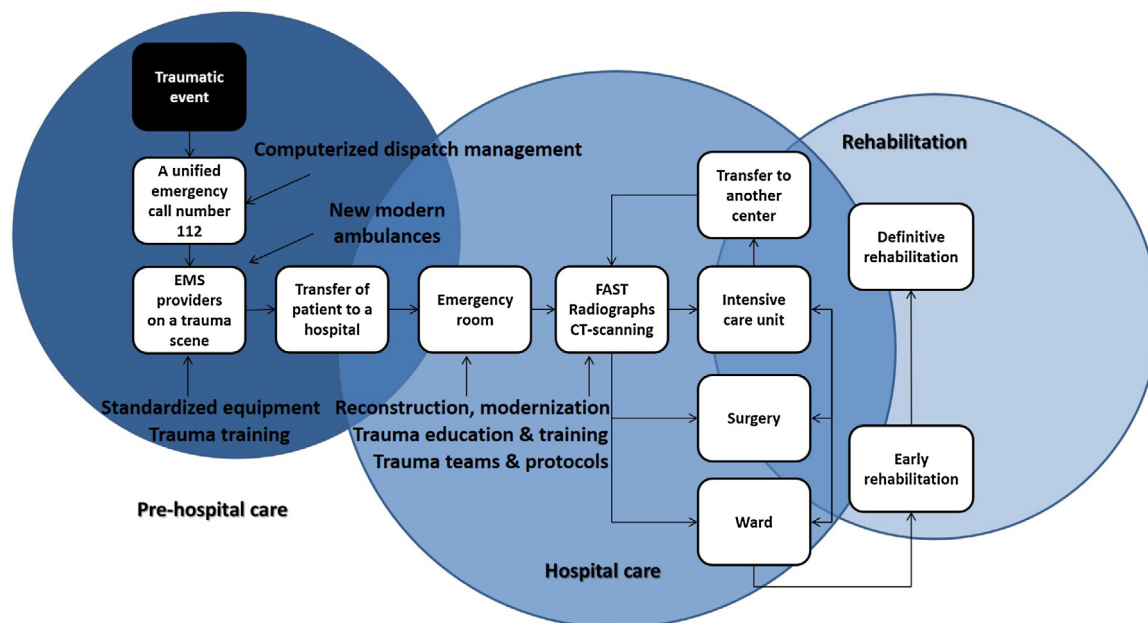 Traumatic
event
A unified
emergency
call number
112
Computerized dispatch management
New modern
ambulances
EMS
providers
on a trauma
scene
Transfer of
patient to a
hospital
Standardized equipment
Trauma training
Pre-hospital care
Emergency
room
FAST
Radiographs
CT-scanning
Reconstruction, modernization
Trauma education & training
Trauma teams & protocols
Transfer to
another
center
Intensive
care unit
Surgery
Ward
Hospital care
Rehabilitation
Definitive
rehabilitation
Early
rehabilitation